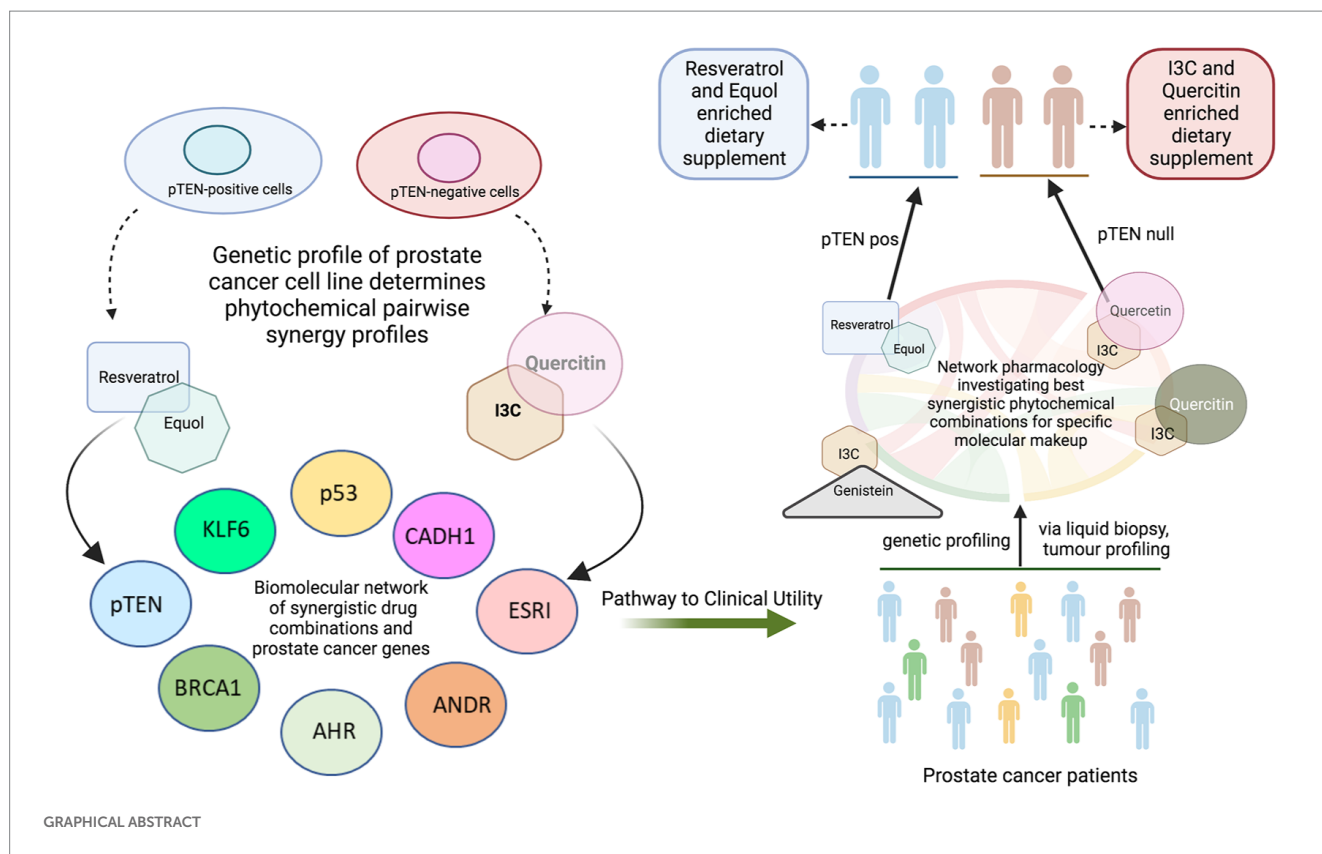 pTEN-positive cells
pTEN-negative cells
Genetic profile of prostate
cancer cell line determines
phytochemical pairwise
synergy profiles
Resveratrol
Equol
Quercitin
I3C
p53
KLF6
CADH1
pTEN
Biomolecular network
of synergistic drug
combinations and
prostate cancer genes
ESRI
BRCA1
AHR
ANDR
Pathway to Clinical Utility
Resveratrol
and Equol
enriched
dietary
supplement
I3C and
Quercitin
enriched
dietary
supplement
pTEN pos
pTEN null
Resveratrol
Equol
Quercetin
I3C
Network pharmacology
investigating best
synergistic phytochemical
combinations for specific
molecular makeup
Quercitin
I3C
I3C
Genistein
genetic profiling
via liquid biopsy,
tumour profiling
Prostate cancer patients
GRAPHICAL ABSTRACT